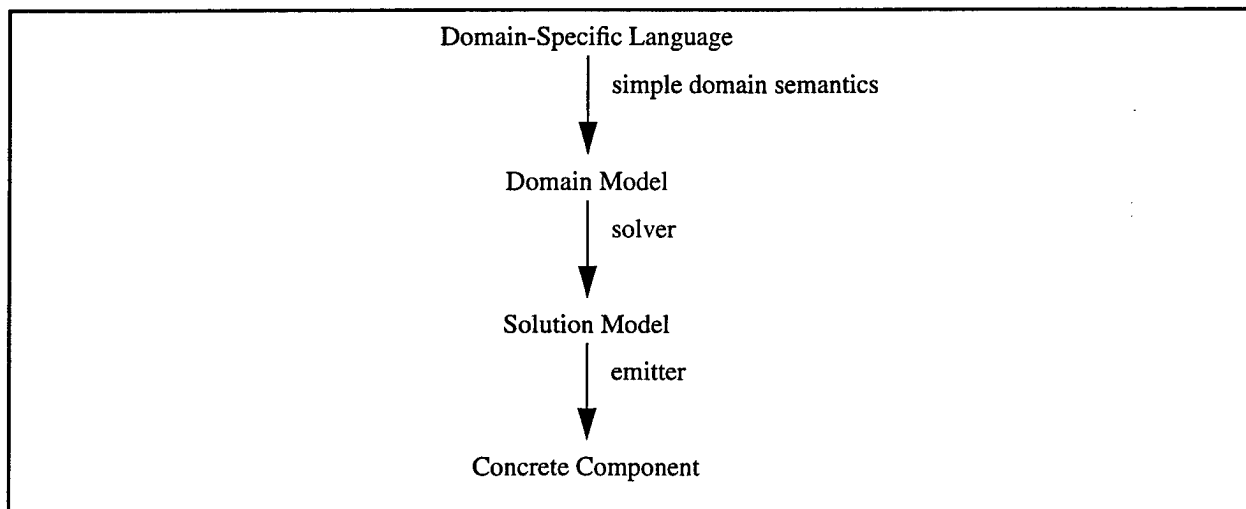 Domain-Specific Language
simple domain semantics
Domain Model
solver
Solution Model
emitter
Concrete Component